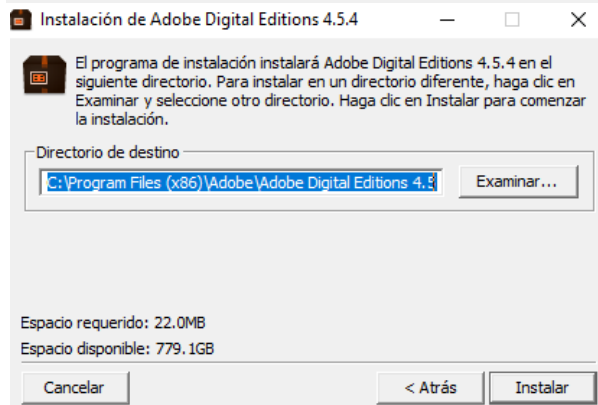 Instalación de Adobe Digital Editions 4.5.4
El programa de instalación instalará Adobe Digital Editions 4.5.4 en el
siguiente directorio. Para instalar en un directorio diferente, haga clic en
Examinar y seleccione otro directorio. Haga clic en Instalar para comenzar
la instalación.
Directorio de destino
C:\Program Files (x86)\Adobe\Adobe Digital Editions 4.5
Examinar...
Espacio requerido: 22.0MB
Espacio disponible: 779.1GB
Cancelar
< Atrás
Instalar